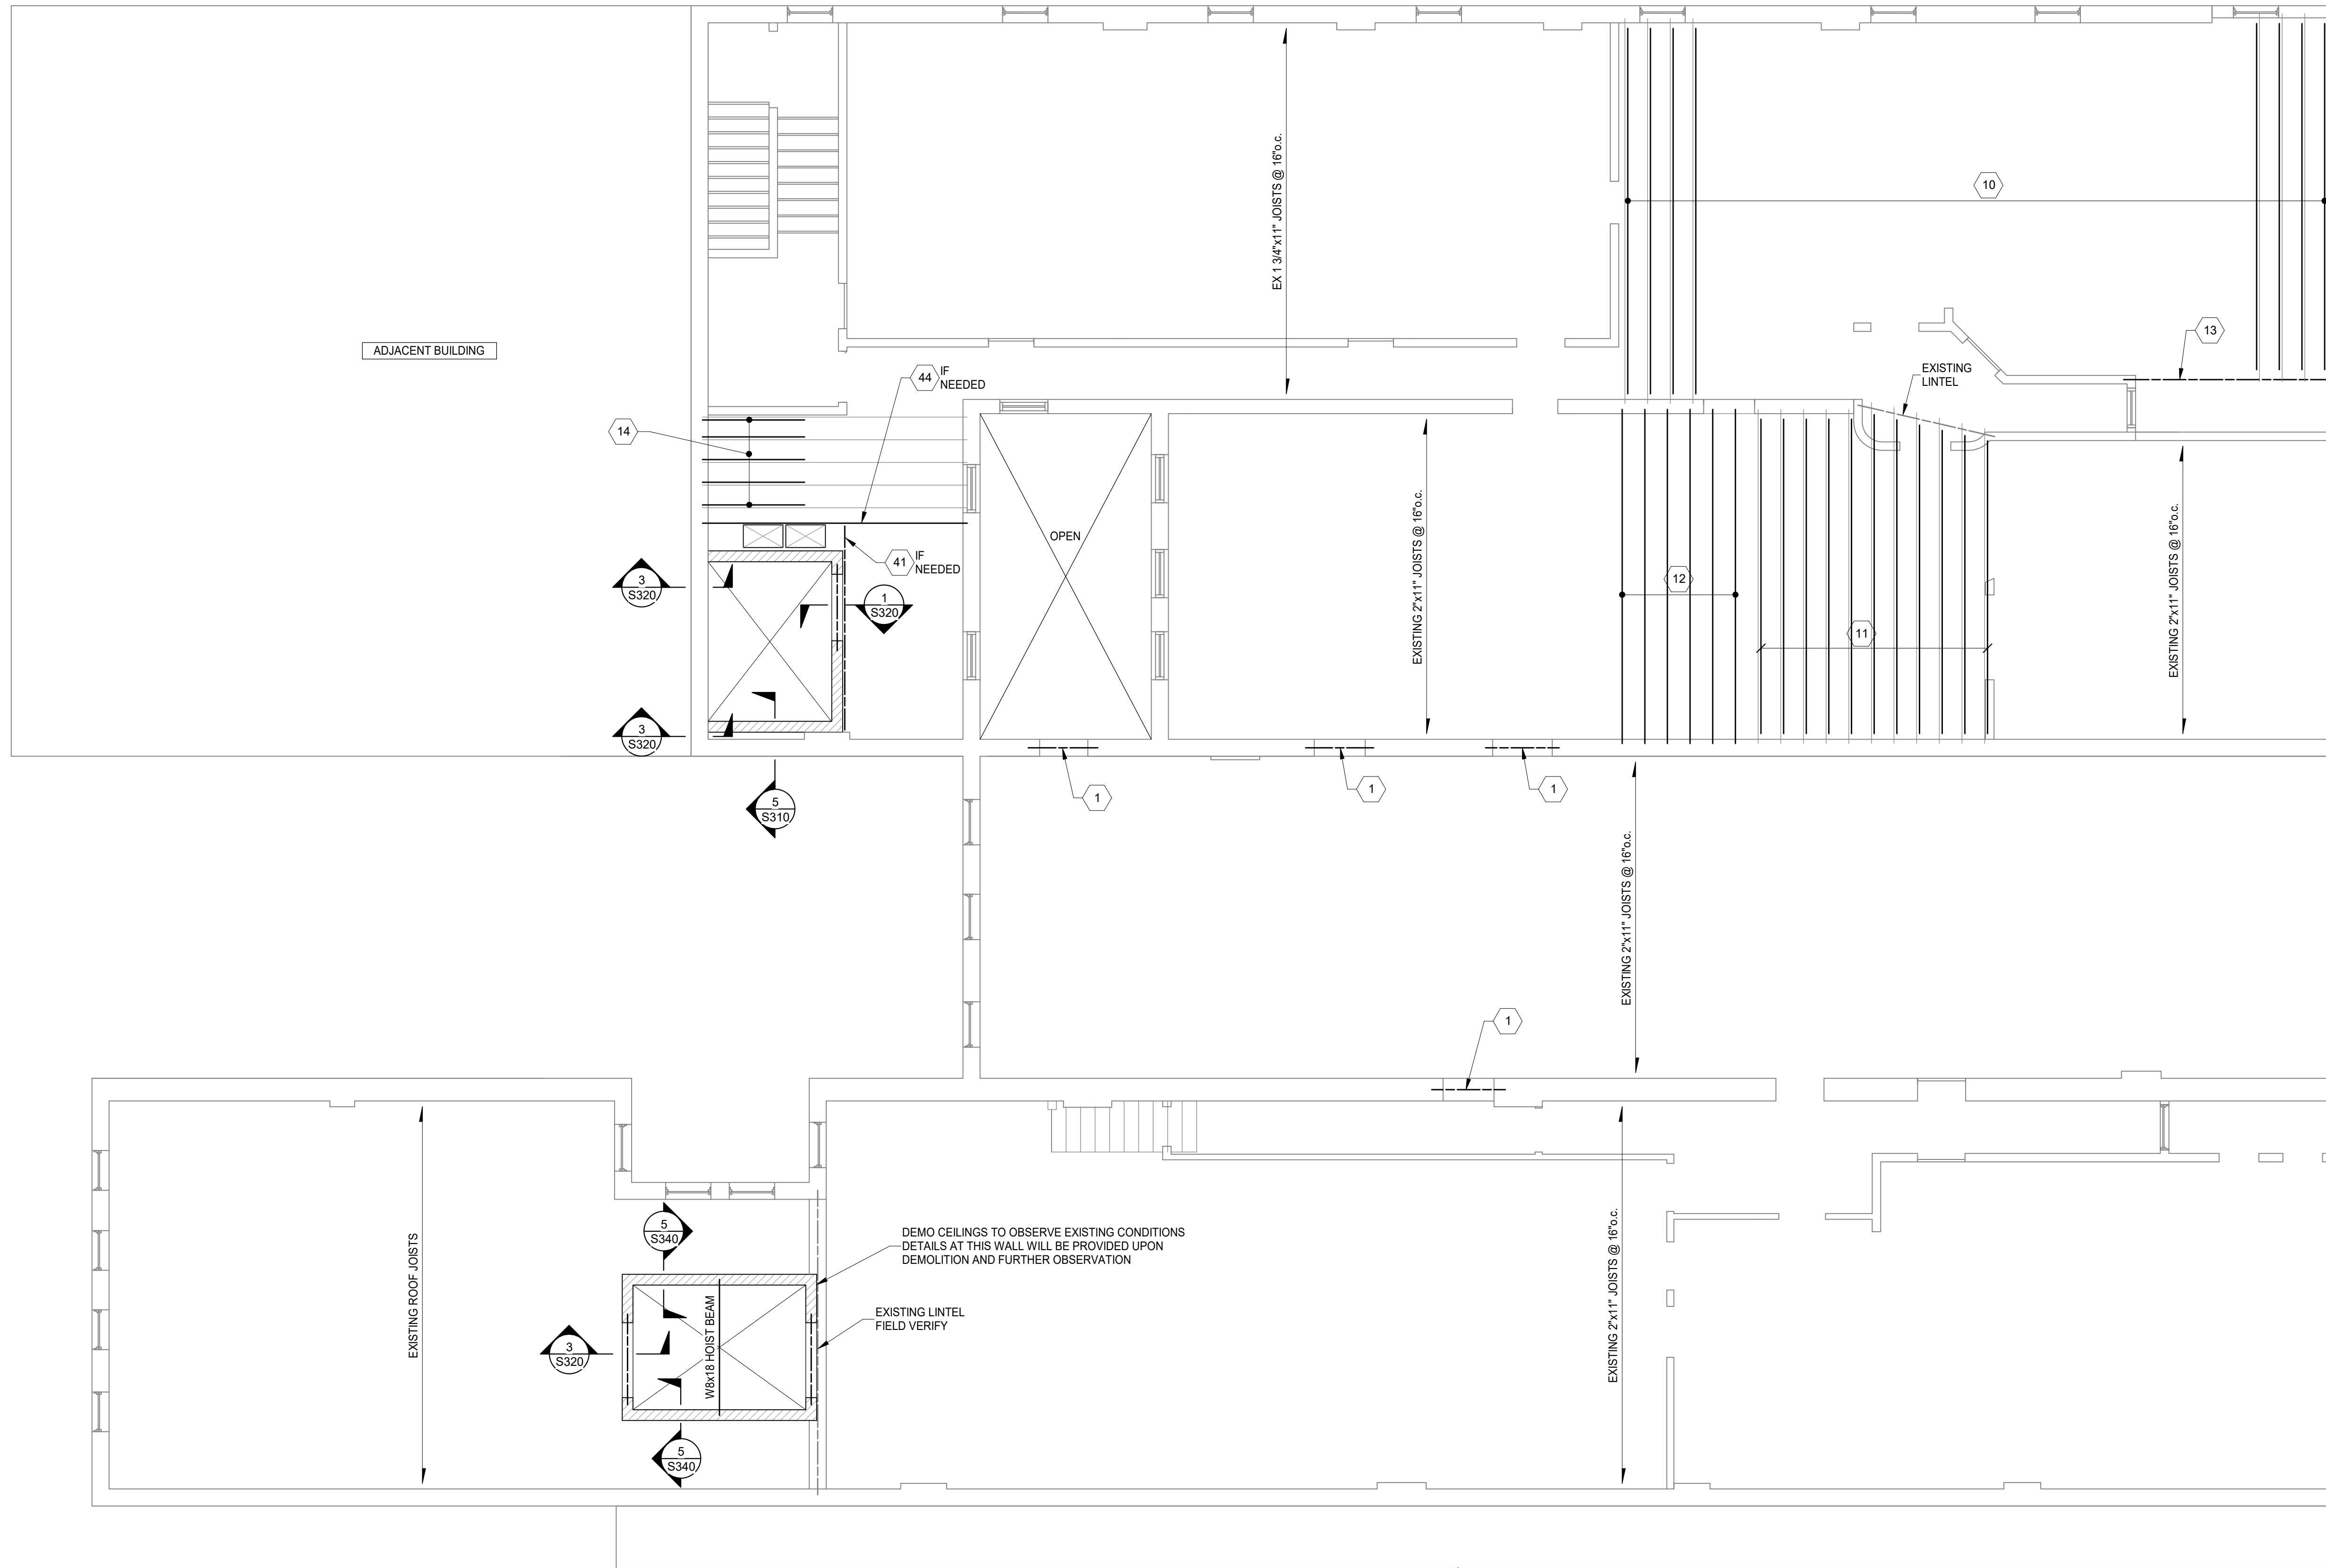 EX 1 3/4"x11" JOISTS @ 16"o.c.
10
13
ADJACENT BUILDING
44
IF
NEEDED
EXISTING
LINTEL
14
EXISTING 2"x11" JOISTS @ 16"o.c.
EXISTING 2"x11" JOISTS @ 16"o.c.
OPEN
41
IF
NEEDED
3
S320
1
S320
12
11
3
S320
1
1
1
5
S310
EXISTING 2"x11" JOISTS @ 16"o.c.
1
5
S340
DEMO CEILINGS TO OBSERVE EXISTING CONDITIONS
DETAILS AT THIS WALL WILL BE PROVIDED UPON
DEMOLITION AND FURTHER OBSERVATION
EXISTING ROOF JOISTS
W8x18 HOIST BEAM
EXISTING LINTEL
FIELD VERIFY
EXISTING 2"x11" JOISTS @ 16"o.c.
3
S320
5
S340